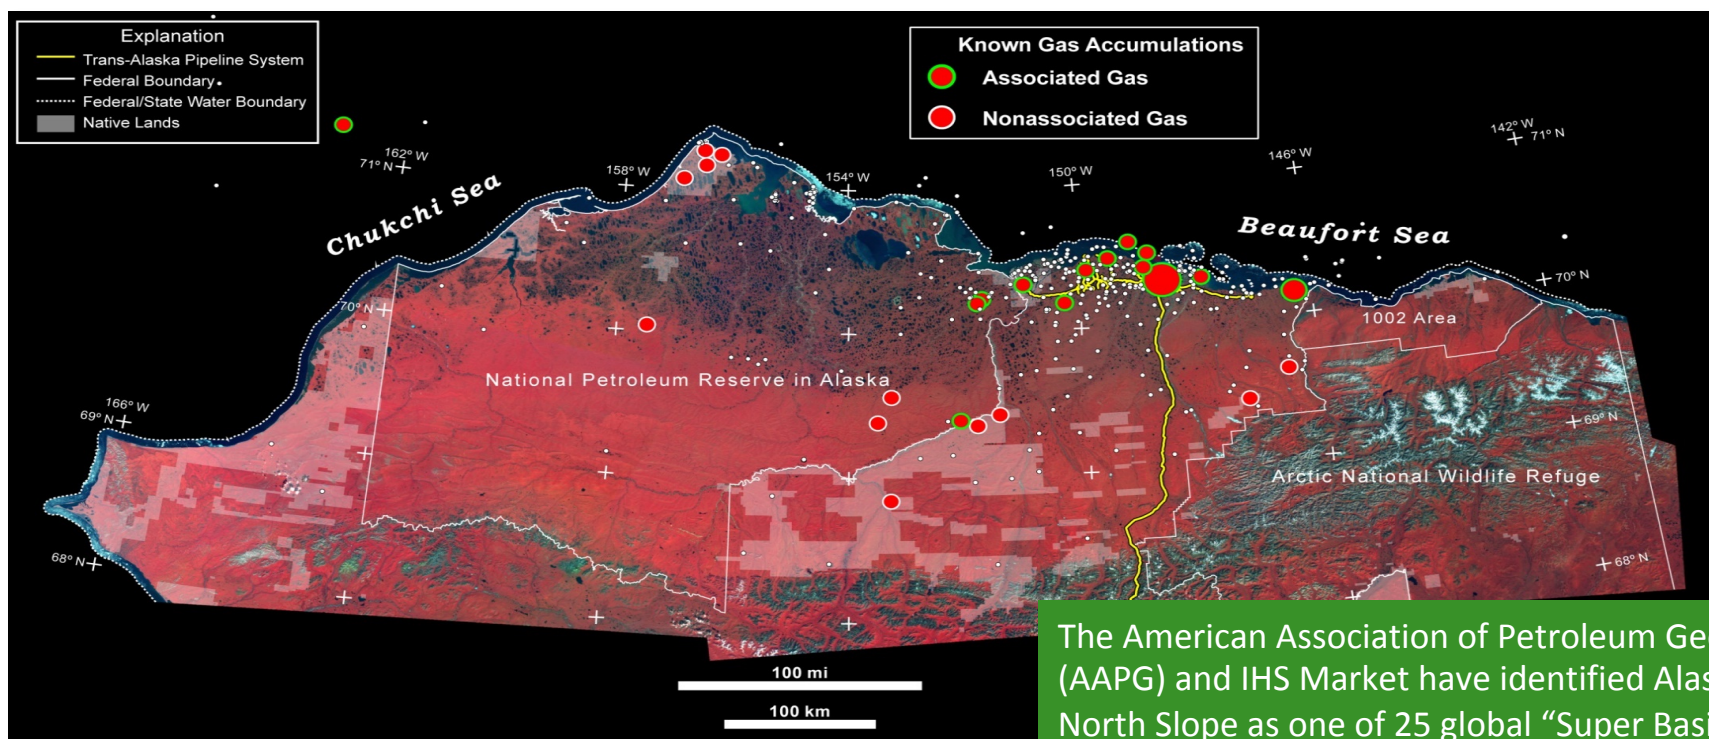 Explanation
Trans-Alaska Pipeline System
Federal Boundary
Federal/State Water Boundary
Native Lands
Known Gas Accumulations
Associated Gas
Nonassociated Gas
142° W
71° N
162° W
71° N
158° W
154° W
150° W
146° W
Chukchi Sea
Beaufort Sea
70° N
70° N
1002 Area
National Petroleum Reserve in Alaska
166° W
69° N
69° N
Arctic National Wildlife Refuge
68° N
68° N
100 mi
100 km
The American Association of Petroleum
(AAPG) and IHS Market have identified
North Slope as one of 25 global “Super